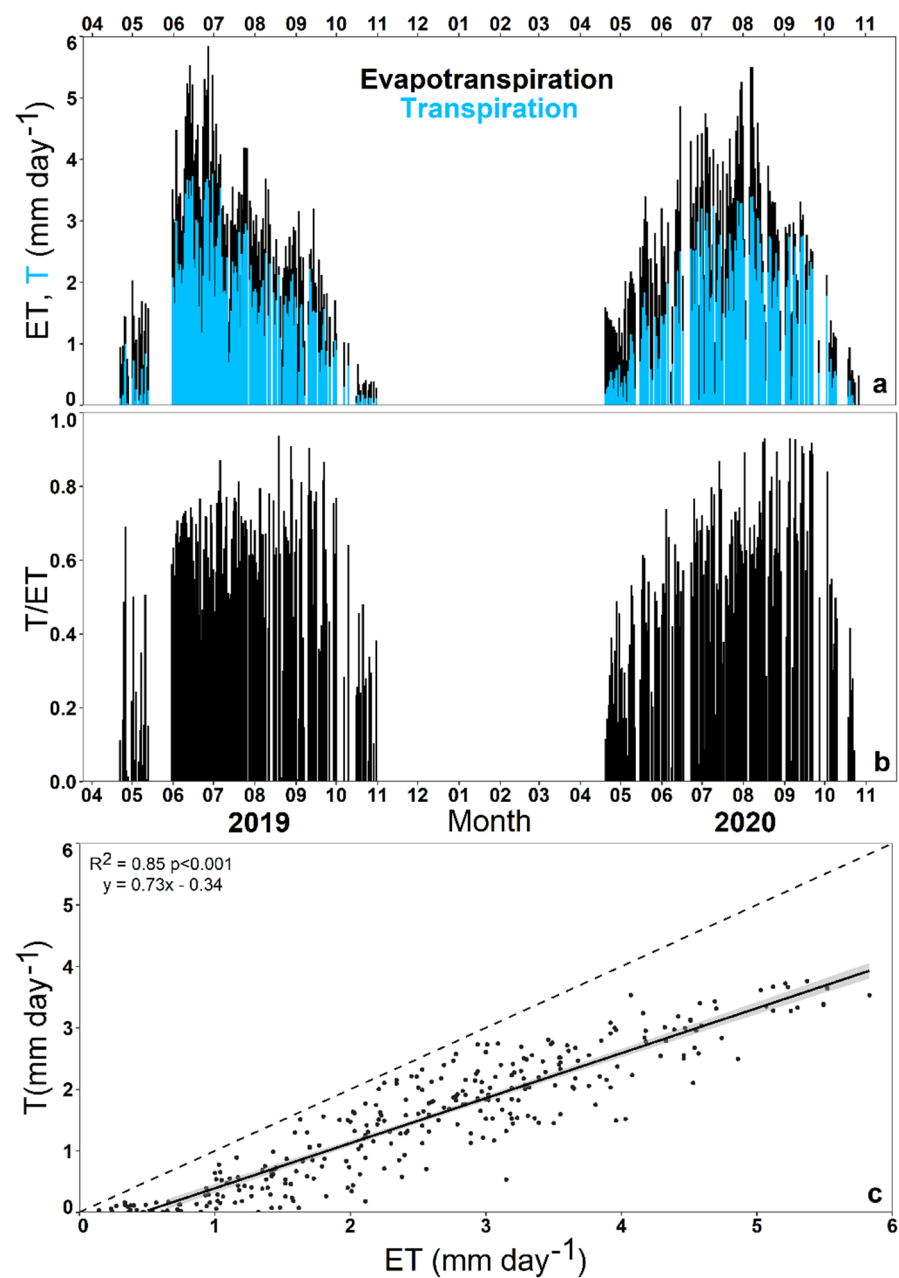 04 05 06 07 08 09 10 11 12 01 02 03 04 05 06 07 08 09 10 11
6
5
4
3
2
1
0
ET, T (mm day-1)
Evapotranspiration
Transpiration
a
1.0
0.8
0.6
0.4
0.2
0.0
T/ET
b
04 05 06 07 08 09 10 11 12 01 02 03 04 05 06 07 08 09 10 11
2019 Month 2020
6
5
4
3
2
1
0
T(mm day-1)
R2 = 0.85 p<0.001
y = 0.73x - 0.34
c
0 1 2 3 4 5 6
ET (mm day-1)